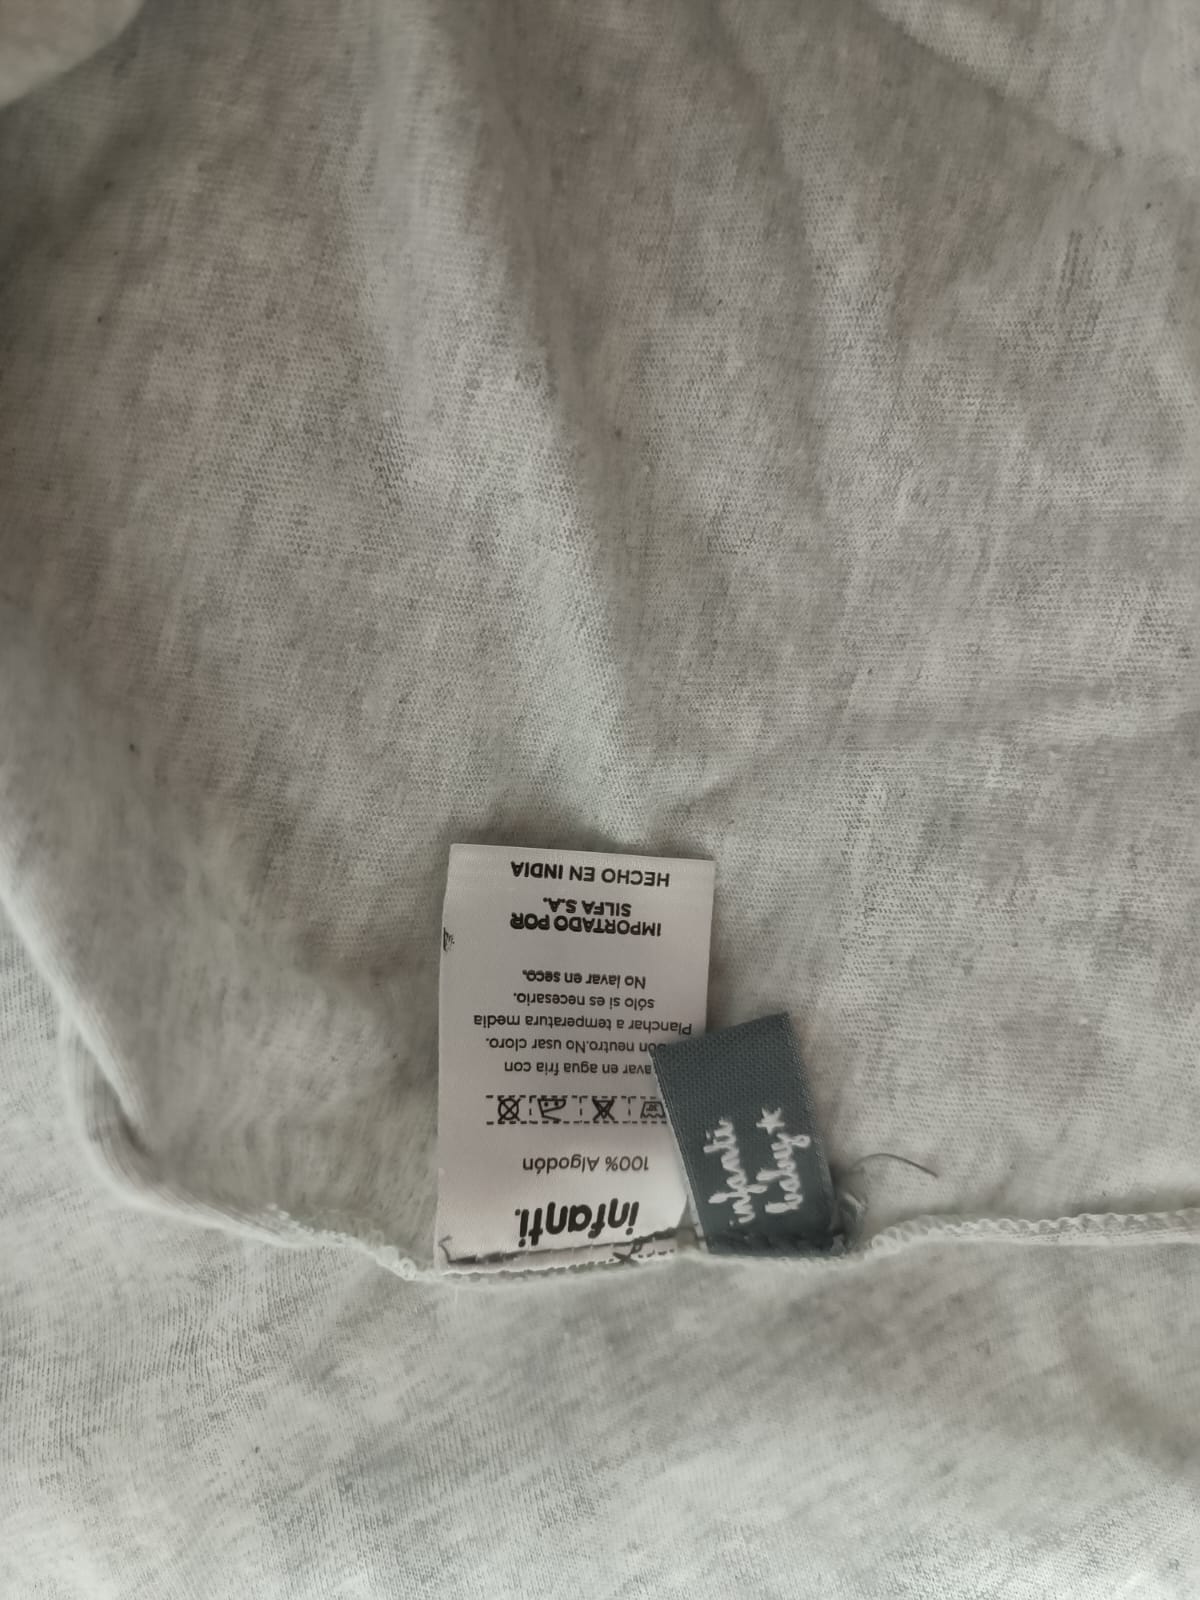 infanti.
100% Algodón
30°
avar en agua fría con
neutro.No usar cloro.
Planchar a temperatura media
sólo si es necesario.
No lavar en seco.
IMPORTADO POR
SILFA S.A.
HECHO EN INDIA
infanti
baby